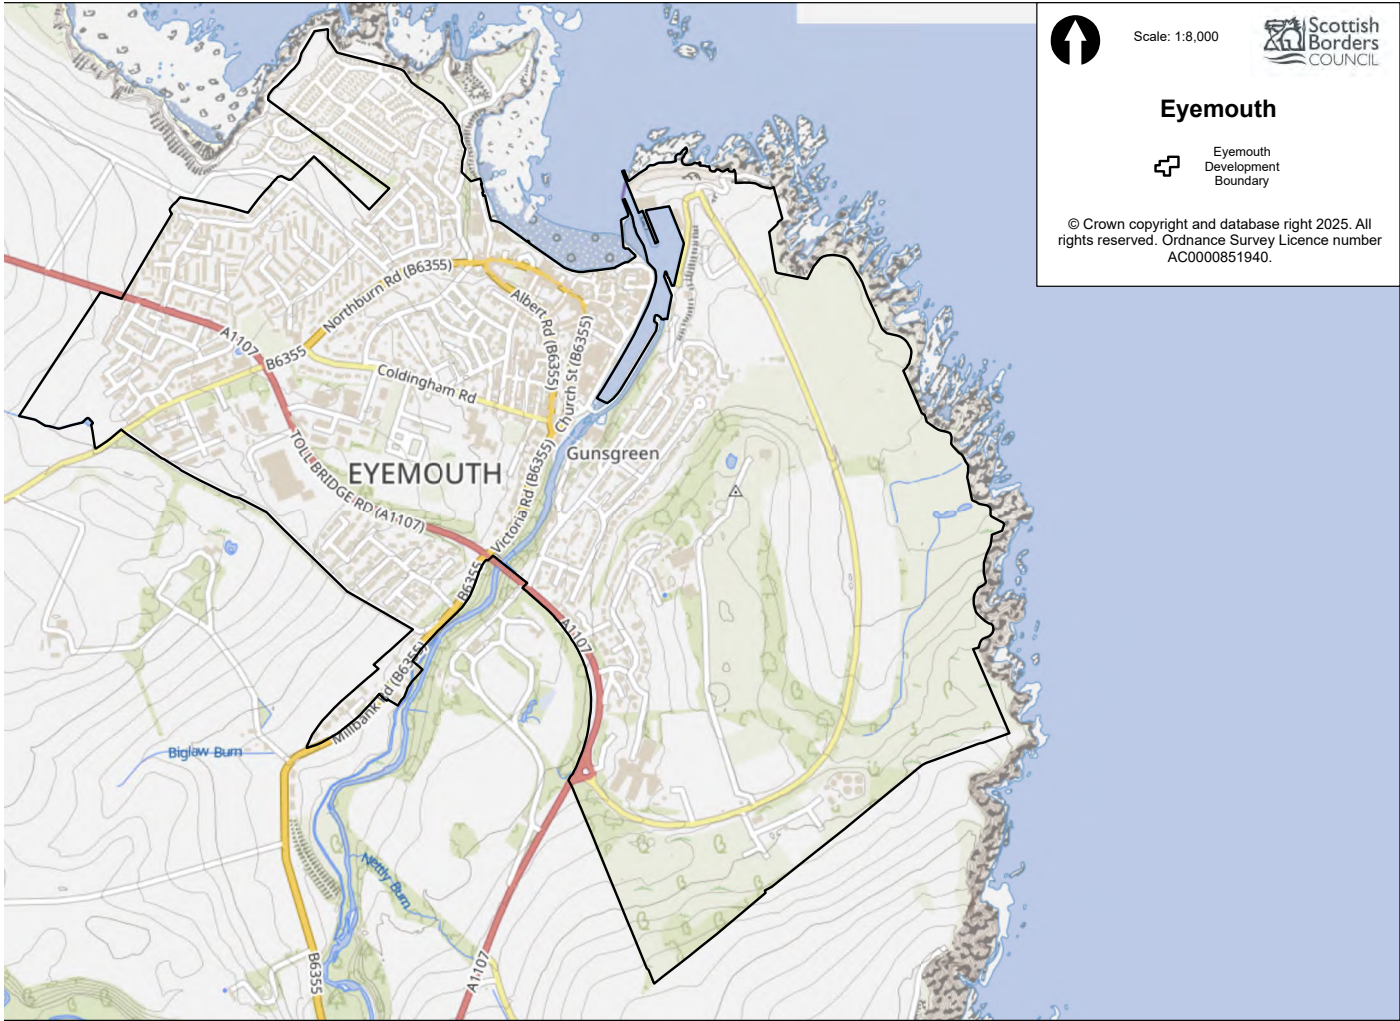 Scale: 1:8,000
Scottish
Borders
COUNCIL
Eyemouth
Eyemouth
Development
Boundary
© Crown copyright and database right 2025. All
rights reserved. Ordnance Survey Licence number
AC0000851940.
Northburn Rd (B6355)
A1107
B6355
Albert Rd (B6355)
Church St (B6355)
Coldingham Rd
Gunsgreen
EYEMOUTH
TOLL BRIDGE RD (A1107)
Victoria Rd (B6355)
B6355
A1107
Millbank Rd (B6355)
Biglaw Burn
Nettly Burn
B6355
A1107